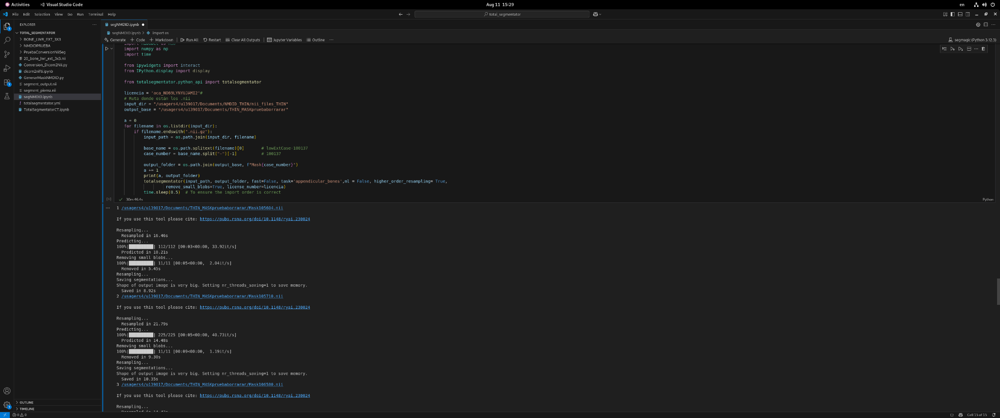 Activities
Visual Studio Code
Aug 11 15:29
en
File Edit Selection View Go Run Terminal Help
total_segmentator
EXPLORER
TOTAL_SEGMENTATOR
BONE_LWR_EXT_3X3
NMDIDPRUEBA
PruebaConversionNiiSeg
20_bone_lwr_ext_3x3.nii
Conversion_Dicom2Nii.py
dicom2nifti.ipynb
GenerarMaskNMDID.py
segment_output.nii
segment_pierna.nii
segNMDID.ipynb
totalsegmentator.yml
TotalSegmentatorCT.ipynb
OUTLINE
TIMELINE
segNMDID.ipynb
segNMDID.ipynb > import os
Generate + Code + Markdown Run All Restart Clear All Outputs Jupyter Variables Outline ...
segmagic (Python 3.12.3)
import nibabel as nib
import numpy as np
import time
from ipywidgets import interact
from IPython.display import display
from totalsegmentator.python_api import totalsegmentator
licencia = 'aca_NO69LYNYUJAMI2'#
# Ruta donde están los .nii
input_dir = "/usagers4/u139017/Documents/NMDID_THIN/nii_files_THIN"
output_base = "/usagers4/u139017/Documents/THIN_MASKpruebaborrarar"
a = 0
for filename in os.listdir(input_dir):
if filename.endswith(".nii.gz"):
input_path = os.path.join(input_dir, filename)
base_name = os.path.splitext(filename)[0] # lowExtCase-100137
case_number = base_name.split("-")[-1] # 100137
output_folder = os.path.join(output_base, f"Mask{case_number}")
a += 1
print(a, output_folder)
totalsegmentator(input_path, output_folder, fast=False, task='appendicular_bones',ml = False, higher_order_resampling= True,
remove_small_blobs=True, license_number=licencia)
time.sleep(0.5) # To ensure the import order is correct
[1]
30m 46.4s
Python
1 /usagers4/u139017/Documents/THIN_MASKpruebaborrarar/Mask105604.nii
If you use this tool please cite: https://pubs.rsna.org/doi/10.1148/ryai.230024
Resampling...
Resampled in 16.46s
Predicting...
100%|██████████| 112/112 [00:03<00:00, 33.92it/s]
Predicted in 10.21s
Removing small blobs...
100%|██████████| 11/11 [00:05<00:00, 2.04it/s]
Removed in 5.45s
Resampling...
Saving segmentations...
Shape of output image is very big. Setting nr_threads_saving=1 to save memory.
Saved in 8.92s
2 /usagers4/u139017/Documents/THIN_MASKpruebaborrarar/Mask105710.nii
If you use this tool please cite: https://pubs.rsna.org/doi/10.1148/ryai.230024
Resampling...
Resampled in 21.79s
Predicting...
100%|██████████| 225/225 [00:05<00:00, 40.73it/s]
Predicted in 14.48s
Removing small blobs...
100%|██████████| 11/11 [00:09<00:00, 1.19it/s]
Removed in 9.30s
Resampling...
Saving segmentations...
Shape of output image is very big. Setting nr_threads_saving=1 to save memory.
Saved in 10.35s
3 /usagers4/u139017/Documents/THIN_MASKpruebaborrarar/Mask106580.nii
If you use this tool please cite: https://pubs.rsna.org/doi/10.1148/ryai.230024
Resampling...
0 0
Cell 15 of 15